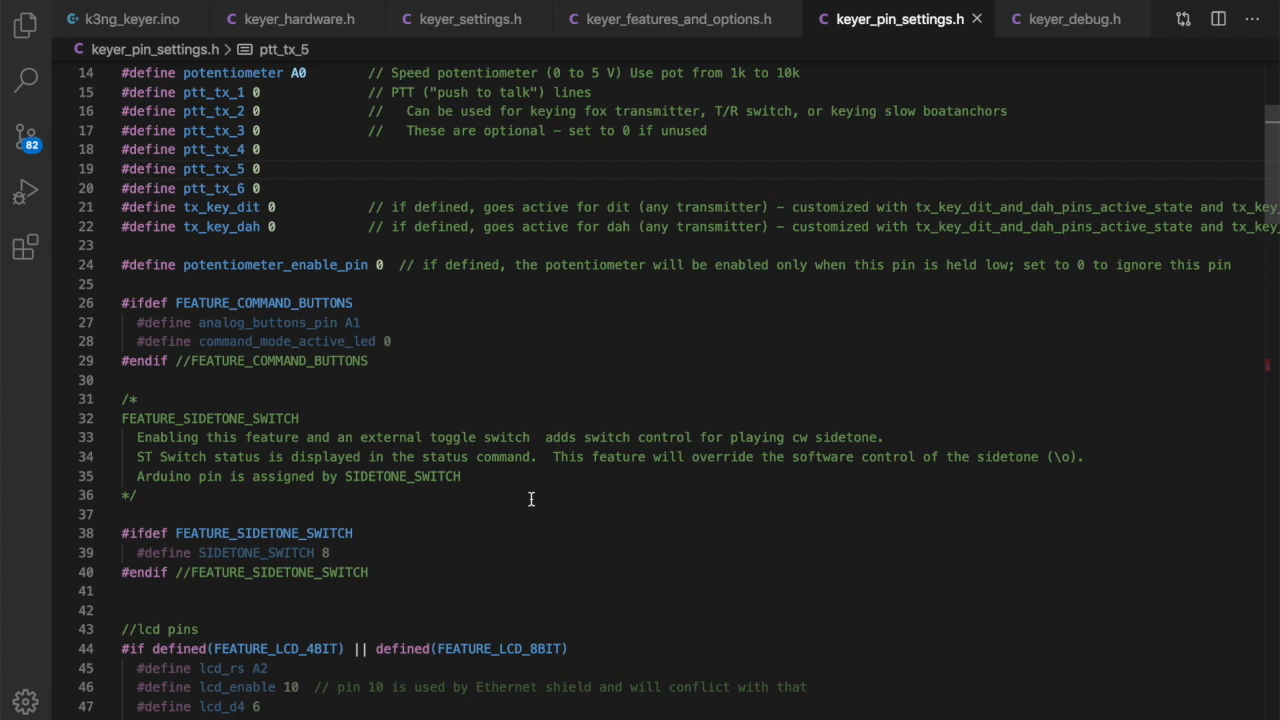 k3ng_keyer.ino keyer_hardware.h keyer_settings.h keyer_features_and_options.h keyer_pin_settings.h keyer_debug.h
keyer_pin_settings.h > ptt_tx_5
82
14 #define potentiometer A0 // Speed potentiometer (0 to 5 V) Use pot from 1k to 10k
15 #define ptt_tx_1 0 // PTT ("push to talk") lines
16 #define ptt_tx_2 0 // Can be used for keying fox transmitter, T/R switch, or keying slow boatanchors
17 #define ptt_tx_3 0 // These are optional – set to 0 if unused
18 #define ptt_tx_4 0
19 #define ptt_tx_5 0
20 #define ptt_tx_6 0
21 #define tx_key_dit 0 // if defined, goes active for dit (any transmitter) – customized with tx_key_dit_and_dah_pins_active_state and tx_key_
22 #define tx_key_dah 0 // if defined, goes active for dah (any transmitter) – customized with tx_key_dit_and_dah_pins_active_state and tx_key_
23
24 #define potentiometer_enable_pin 0 // if defined, the potentiometer will be enabled only when this pin is held low; set to 0 to ignore this pin
25
26 #ifdef FEATURE_COMMAND_BUTTONS
27 #define analog_buttons_pin A1
28 #define command_mode_active_led 0
29 #endif //FEATURE_COMMAND_BUTTONS
30
31 /*
32 FEATURE_SIDETONE_SWITCH
33 Enabling this feature and an external toggle switch adds switch control for playing cw sidetone.
34 ST Switch status is displayed in the status command. This feature will override the software control of the sidetone (\o).
35 Arduino pin is assigned by SIDETONE_SWITCH
36 */
37
38 #ifdef FEATURE_SIDETONE_SWITCH
39 #define SIDETONE_SWITCH 8
40 #endif //FEATURE_SIDETONE_SWITCH
41
42
43 //lcd pins
44 #if defined(FEATURE_LCD_4BIT) || defined(FEATURE_LCD_8BIT)
45 #define lcd_rs A2
46 #define lcd_enable 10 // pin 10 is used by Ethernet shield and will conflict with that
47 #define lcd_d4 6